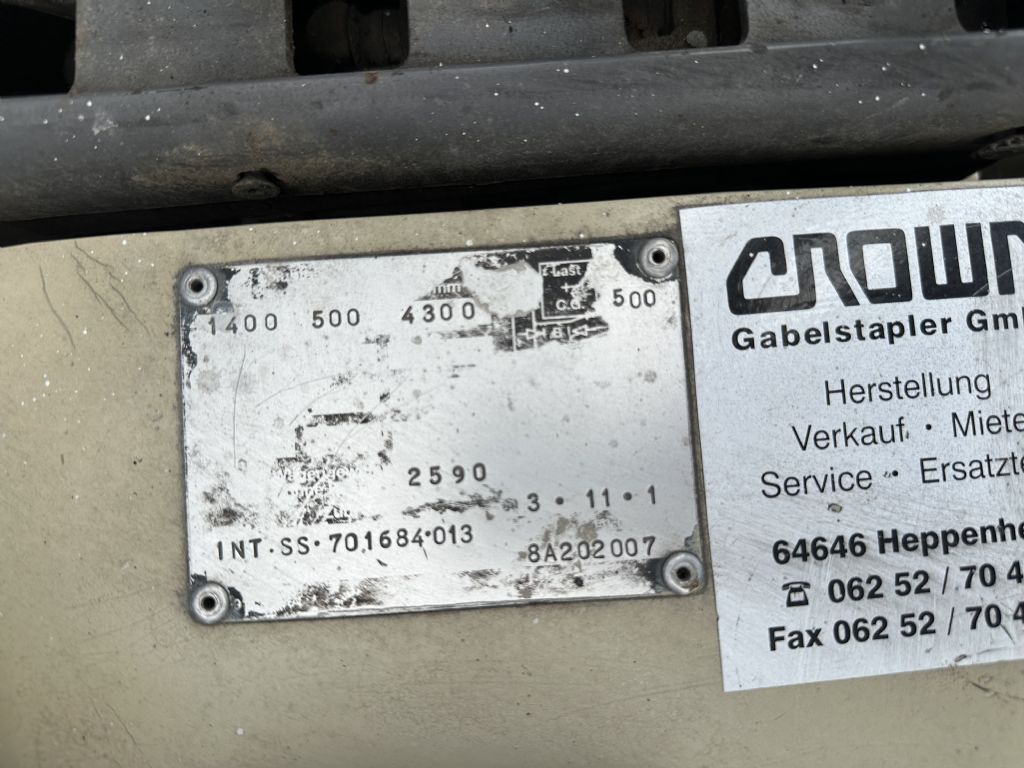 mm
Last
+
1400 500 4300 500
B
2590
3 • 11 • 1
INT.SS•701684•013
8A202007
CROWN
Gabelstapler Gm
Herstellung
Verkauf • Miete
Service • Ersatzte
64646 Heppenhe
☎ 062 52 / 70 4
Fax 062 52 / 70 4